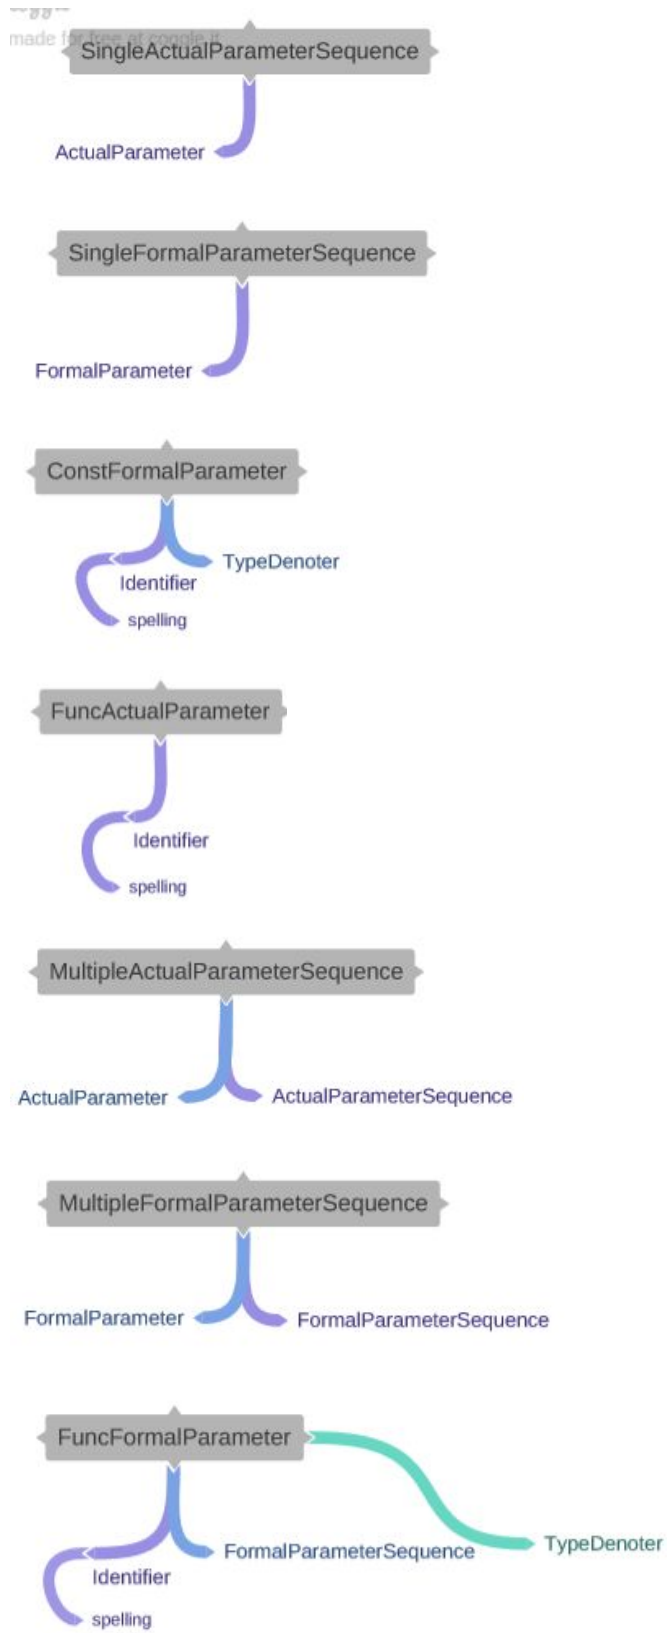 made for free at coggle.it
SingleActualParameterSequence
ActualParameter
SingleFormalParameterSequence
FormalParameter
ConstFormalParameter
TypeDenoter
Identifier
spelling
FuncActualParameter
Identifier
spelling
MultipleActualParameterSequence
ActualParameter ActualParameterSequence
MultipleFormalParameterSequence
FormalParameter FormalParameterSequence
FuncFormalParameter
FormalParameterSequence TypeDenoter
Identifier
spelling